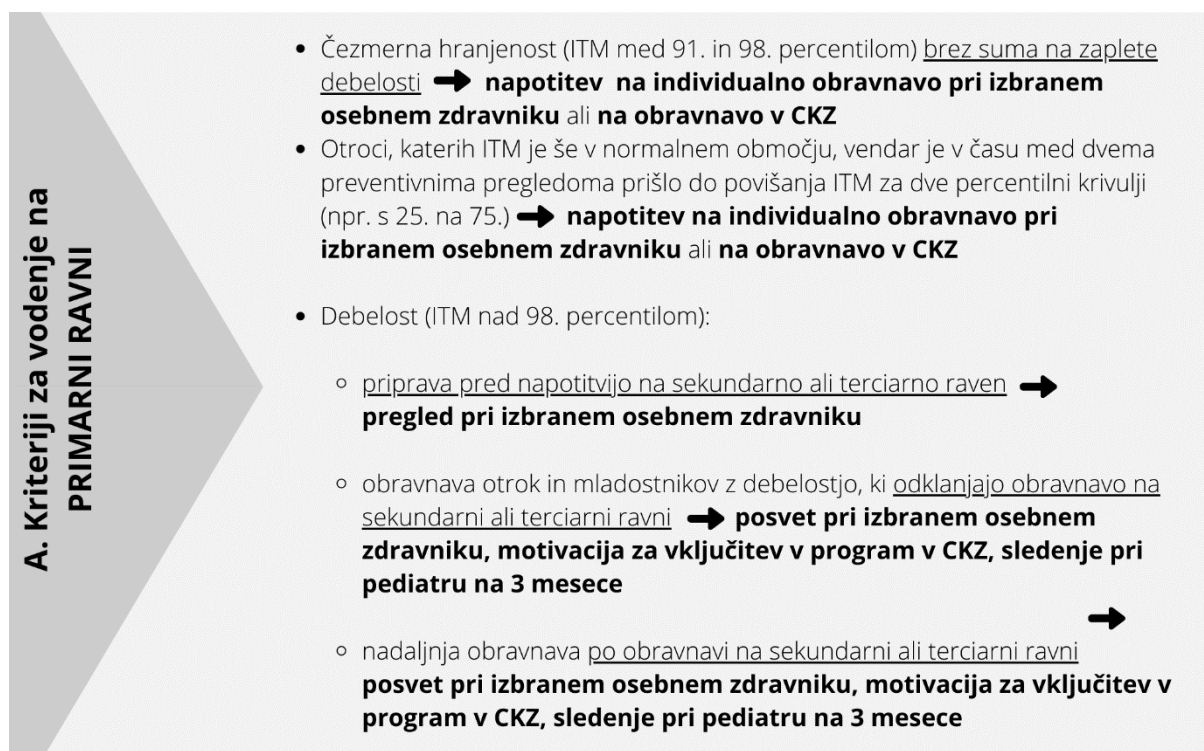 A. Kriteriji za vodenje na
PRIMARNI RAVNI
• Čezmerna hranjenost (ITM med 91. in 98. percentilom) brez suma na zaplete
debelosti → napotitev na individualno obravnavo pri izbranem
osebnem zdravniku ali na obravnavo v CKZ
• Otroci, katerih ITM je še v normalnem območju, vendar je v času med dvema
preventivnima pregledoma prišlo do povišanja ITM za dve percentilni krivulji
(npr. s 25. na 75.) → napotitev na individualno obravnavo pri
izbranem osebnem zdravniku ali na obravnavo v CKZ
• Debelost (ITM nad 98. percentilom):
◦ priprava pred napotitvijo na sekundarno ali terciarno raven →
pregled pri izbranem osebnem zdravniku
◦ obravnava otrok in mladostnikov z debelostjo, ki odklanjajo obravnavo na
sekundarni ali terciarni ravni → posvet pri izbranem osebnem
zdravniku, motivacija za vključitev v program v CKZ, sledenje pri
pediatru na 3 mesece
→
◦ nadaljnja obravnava po obravnavi na sekundarni ali terciarni ravni
posvet pri izbranem osebnem zdravniku, motivacija za vključitev v
program v CKZ, sledenje pri pediatru na 3 mesece